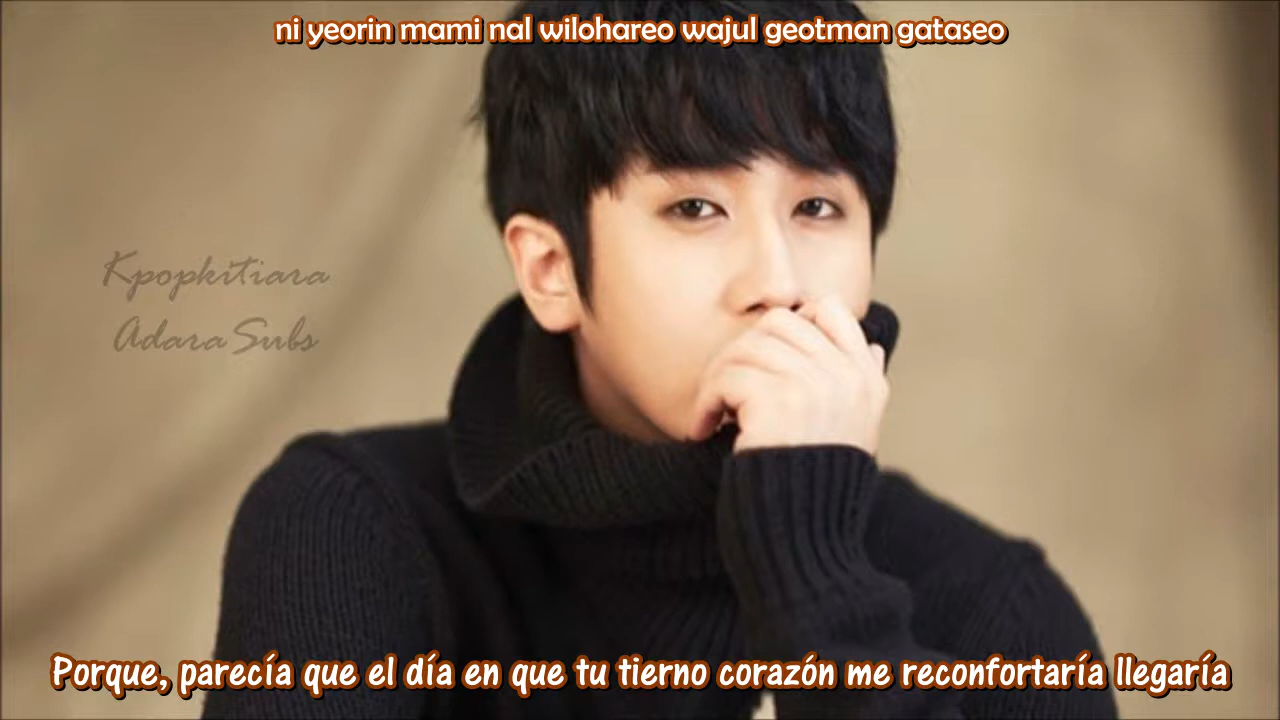 ni yeorin mami nal wilohareo wajul geotman gataseo
Kpopkitiara
AdaraSubs
Porque, parecía que el día en que tu tierno corazón me reconfortaría llegaría